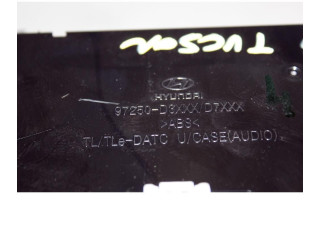 TUCSON
HYUNDAI
97250-D3XXX/D7XXX
>ABS<
TL/TLe-DATC U/CASE(AUDIO)